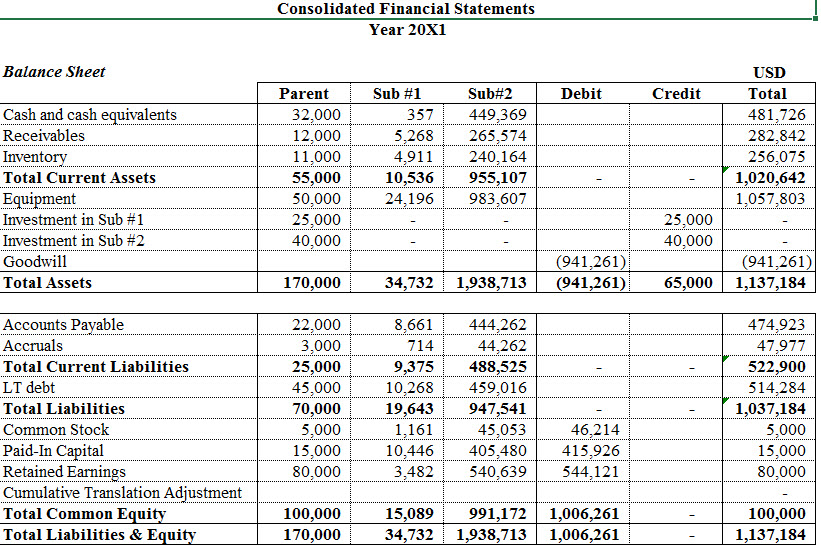 Consolidated Financial Statements
Year 20X1
Balance Sheet USD
Parent Sub #1 Sub#2 Debit Credit Total
Cash and cash equivalents 32,000 357 449,369 481,726
Receivables 12,000 5,268 265,574 282,842
Inventory 11,000 4,911 240,164 256,075
Total Current Assets 55,000 10,536 955,107 - - 1,020,642
Equipment 50,000 24,196 983,607 1,057,803
Investment in Sub #1 25,000 - - 25,000 -
Investment in Sub #2 40,000 - - 40,000 -
Goodwill (941,261) (941,261)
Total Assets 170,000 34,732 1,938,713 (941,261) 65,000 1,137,184
Accounts Payable 22,000 8,661 444,262 474,923
Accruals 3,000 714 44,262 47,977
Total Current Liabilities 25,000 9,375 488,525 - - 522,900
LT debt 45,000 10,268 459,016 514,284
Total Liabilities 70,000 19,643 947,541 - - 1,037,184
Common Stock 5,000 1,161 45,053 46,214 5,000
Paid-In Capital 15,000 10,446 405,480 415,926 15,000
Retained Earnings 80,000 3,482 540,639 544,121 80,000
Cumulative Translation Adjustment -
Total Common Equity 100,000 15,089 991,172 1,006,261 - 100,000
Total Liabilities & Equity 170,000 34,732 1,938,713 1,006,261 - 1,137,184